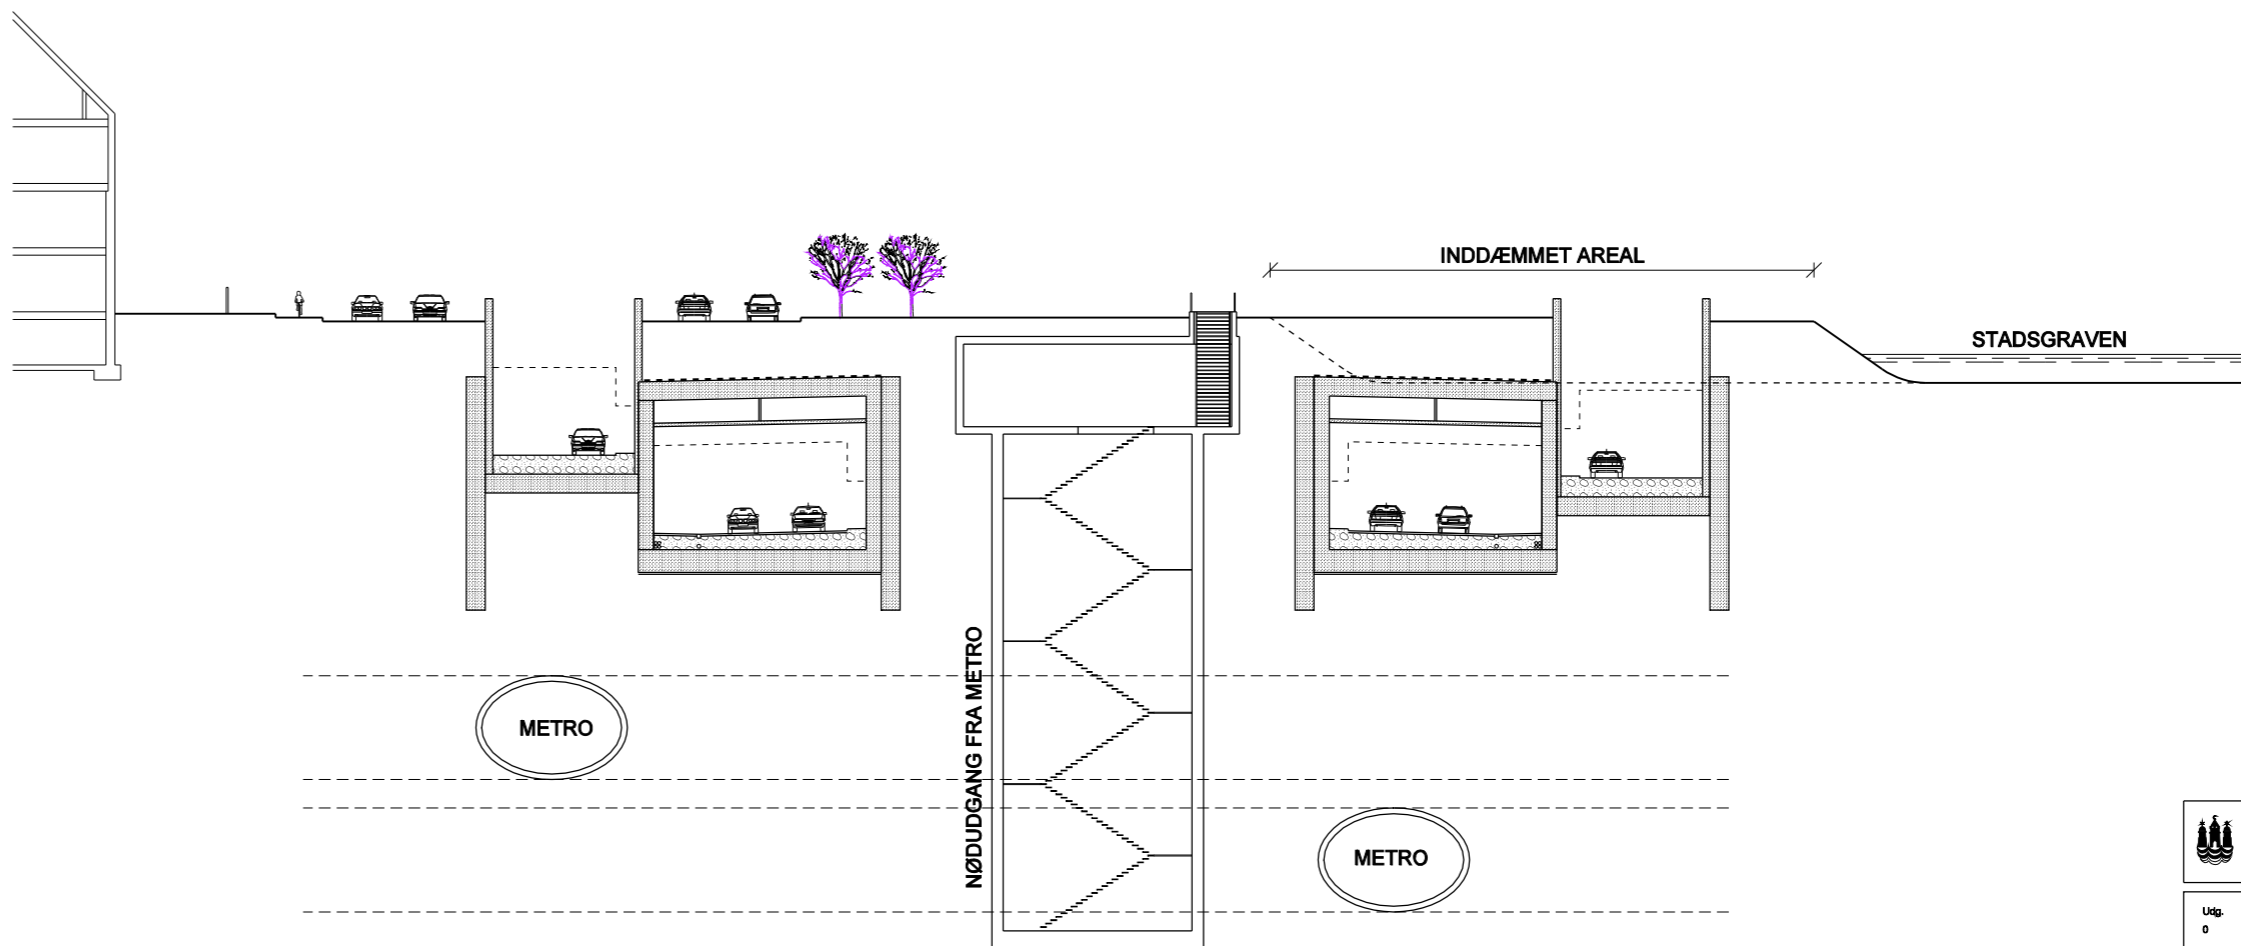 INDDÆMMET AREAL
STADSGRAVEN
NØDUDGANG FRA METRO
METRO
METRO
Udg.
0